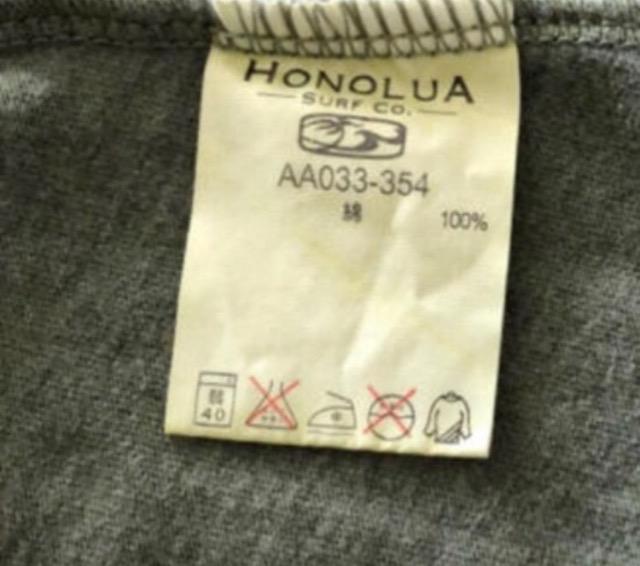 HONOLUA
SURF CO.
AA033-354
綿 100%
弱
40